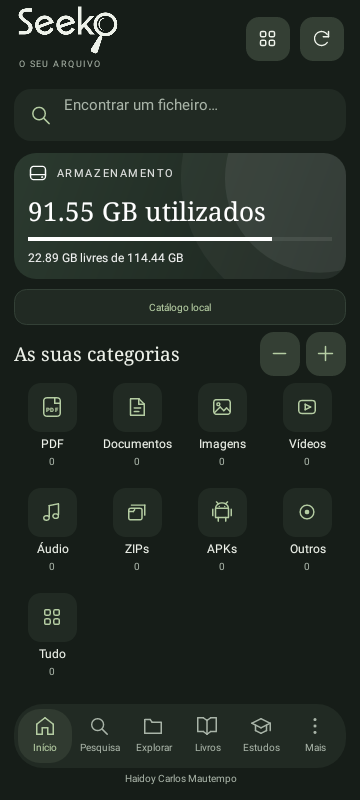 Seeko
O SEU ARQUIVO
Encontrar um ficheiro...
ARMAZENAMENTO
91.55 GB utilizados
22.89 GB livres de 114.44 GB
Catálogo local
As suas categorias
PDF
PDF Documentos Imagens Vídeos
0 0 0 0
Áudio ZIPs APKs Outros
0 0 0 0
Tudo
0
Início Pesquisa Explorar Livros Estudos Mais
Haidoy Carlos Mautempo